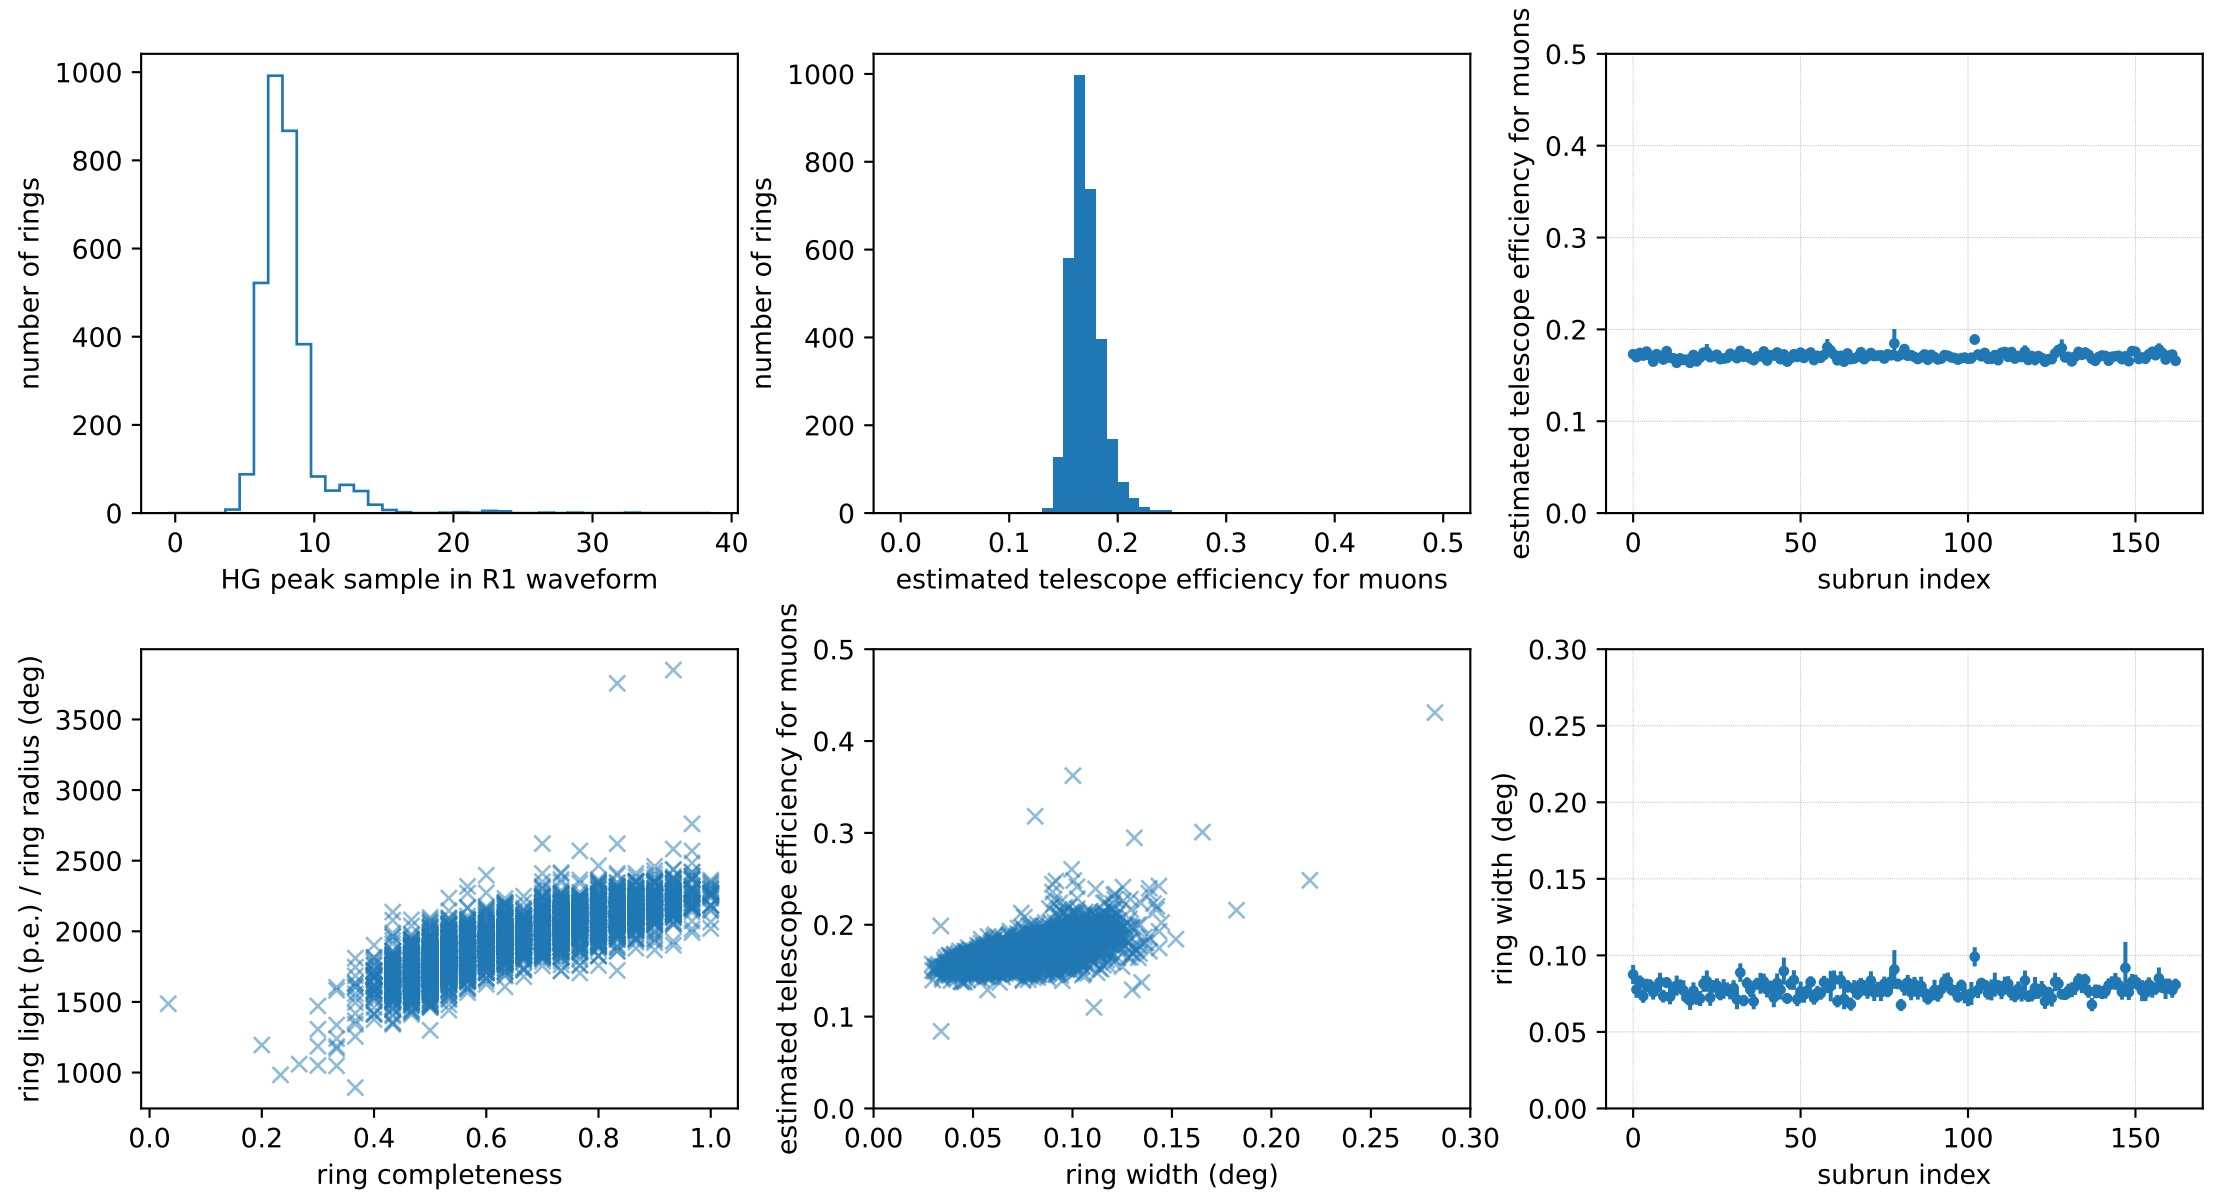 number of rings
1000
800
600
400
200
0
0 10 20 30 40
HG peak sample in R1 waveform
number of rings
1000
800
600
400
200
0
0.0 0.1 0.2 0.3 0.4 0.5
estimated telescope efficiency for muons
estimated telescope efficiency for muons
0.5
0.4
0.3
0.2
0.1
0.0
0 50 100 150
subrun index
ring light (p.e.) / ring radius (deg)
3500
3000
2500
2000
1500
1000
0.0 0.2 0.4 0.6 0.8 1.0
ring completeness
estimated telescope efficiency for muons
0.5
0.4
0.3
0.2
0.1
0.0
0.00 0.05 0.10 0.15 0.20 0.25 0.30
ring width (deg)
ring width (deg)
0.30
0.25
0.20
0.15
0.10
0.05
0.00
0 50 100 150
subrun index